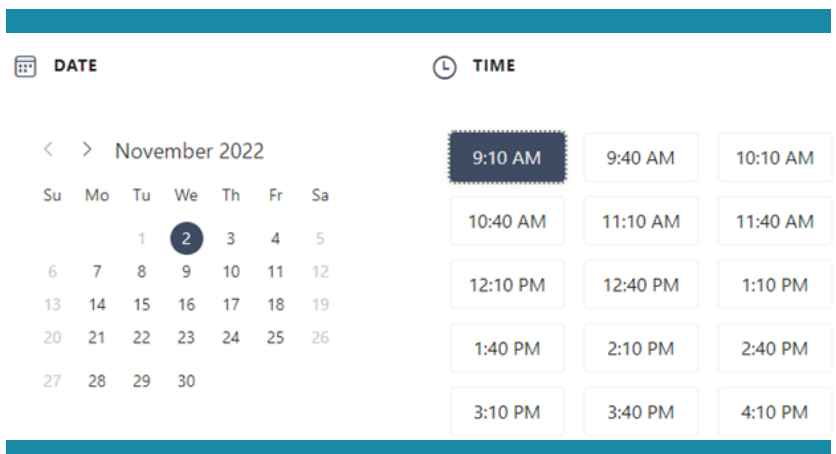 DATE
November 2022
Su Mo Tu We Th Fr Sa
1 2 3 4 5
6 7 8 9 10 11 12
13 14 15 16 17 18 19
20 21 22 23 24 25 26
27 28 29 30
TIME
9:10 AM 9:40 AM 10:10 AM
10:40 AM 11:10 AM 11:40 AM
12:10 PM 12:40 PM 1:10 PM
1:40 PM 2:10 PM 2:40 PM
3:10 PM 3:40 PM 4:10 PM